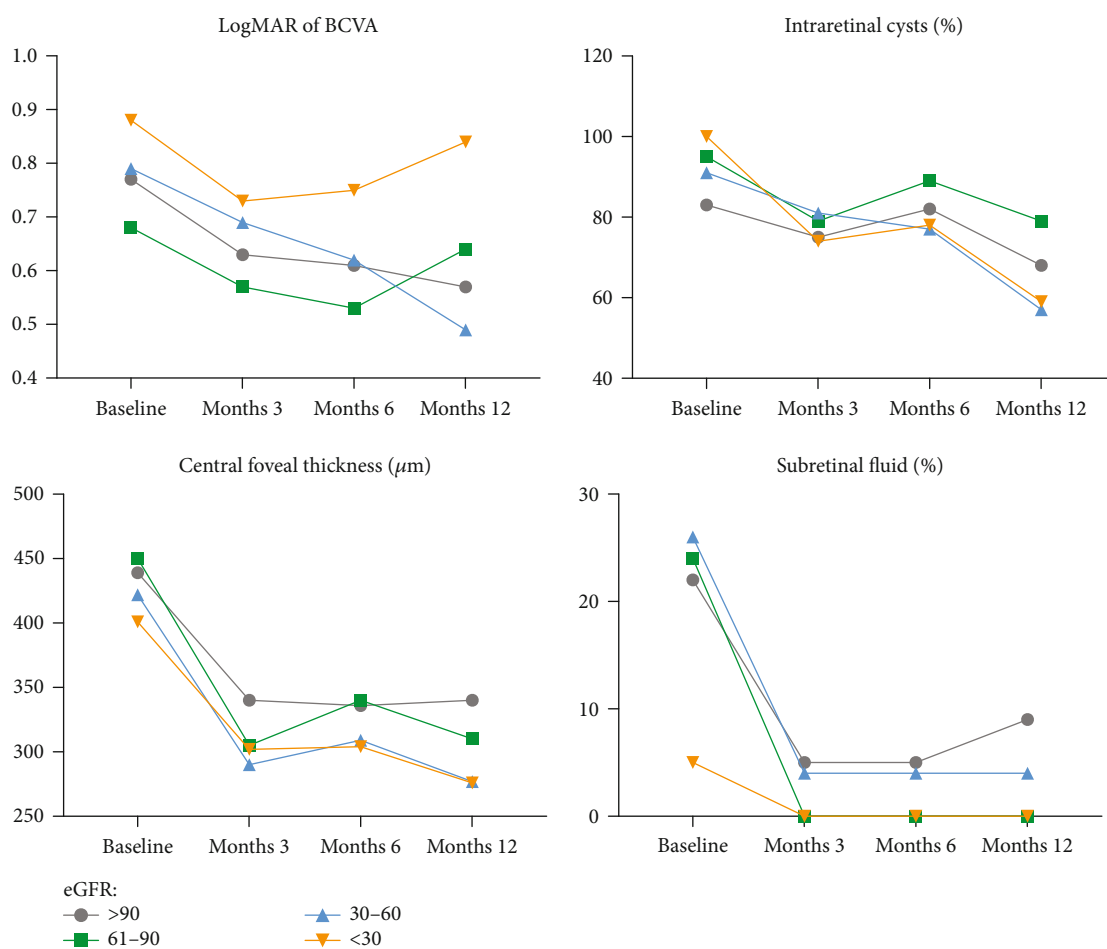 LogMAR of BCVA
1.0
0.9
0.8
0.7
0.6
0.5
0.4
Baseline Months 3 Months 6 Months 12
Intraretinal cysts (%)
120
100
80
60
40
Baseline Months 3 Months 6 Months 12
Central foveal thickness (μm)
500
450
400
350
300
250
Baseline Months 3 Months 6 Months 12
Subretinal fluid (%)
30
20
10
0
Baseline Months 3 Months 6 Months 12
eGFR:
>90
61–90
30–60
<30